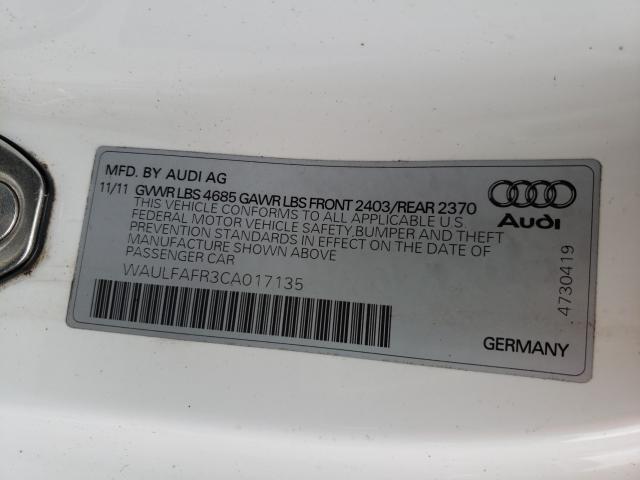 MFD. BY AUDI AG
11/11 GVWR LBS 4685 GAWR LBS FRONT 2403/REAR 2370
THIS VEHICLE CONFORMS TO ALL APPLICABLE U.S.
FEDERAL MOTOR VEHICLE SAFETY,BUMPER AND THEFT
PREVENTION STANDARDS IN EFFECT ON THE DATE OF
MANUFACTURE SHOWN ABOVE
PASSENGER CAR
WAULFAFR3CA017135
Audi
4730419
GERMANY